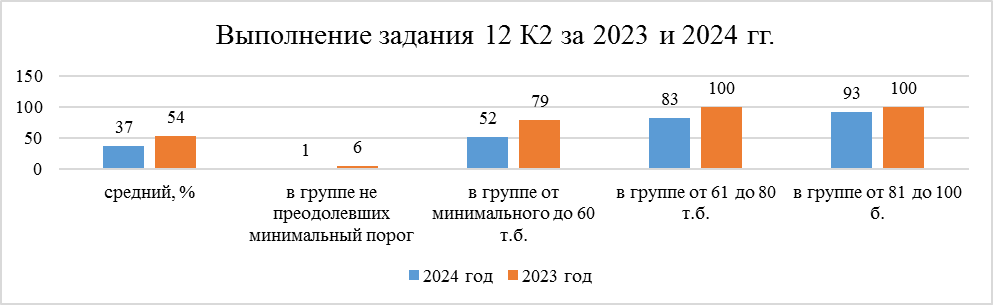 Выполнение задания 12 К2 за 2023 и 2024 гг.
150
100
50
0
37
54
1
6
52
79
83
100
93
100
средний, %
в группе не
преодолевших
минимальный порог
в группе от
минимального до 60
т.б.
в группе от 61 до 80
т.б.
в группе от 81 до 100
б.
2024 год
2023 год